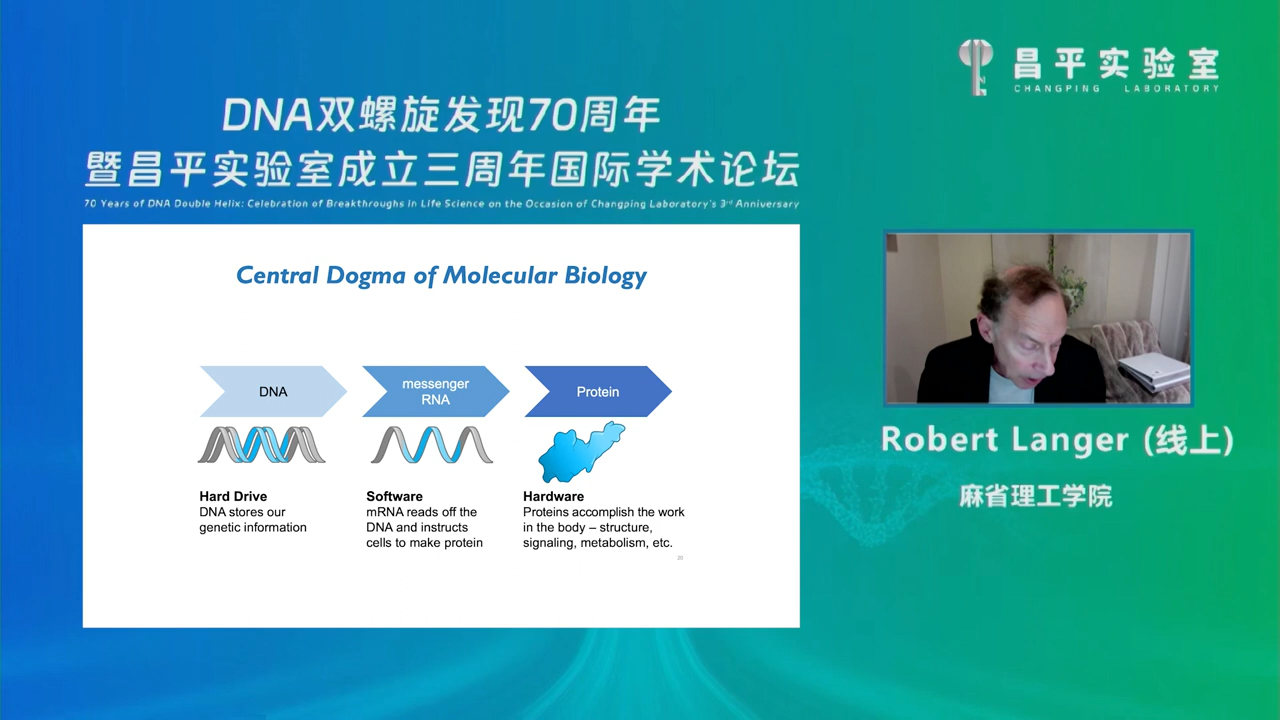 昌平实验室
CHANGPING LABORATORY
DNA双螺旋发现70周年
暨昌平实验室成立三周年国际学术论坛
70 Years of DNA Double Helix: Celebration of Breakthroughs in Life Science on the Occasion of Changping Laboratory's 3rd Anniversary
Central Dogma of Molecular Biology
DNA
messenger
RNA
Protein
Hard Drive
DNA stores our
genetic information
Software
mRNA reads off the
DNA and instructs
cells to make protein
Hardware
Proteins accomplish the work
in the body – structure,
signaling, metabolism, etc.
Robert Langer (线上)
麻省理工学院